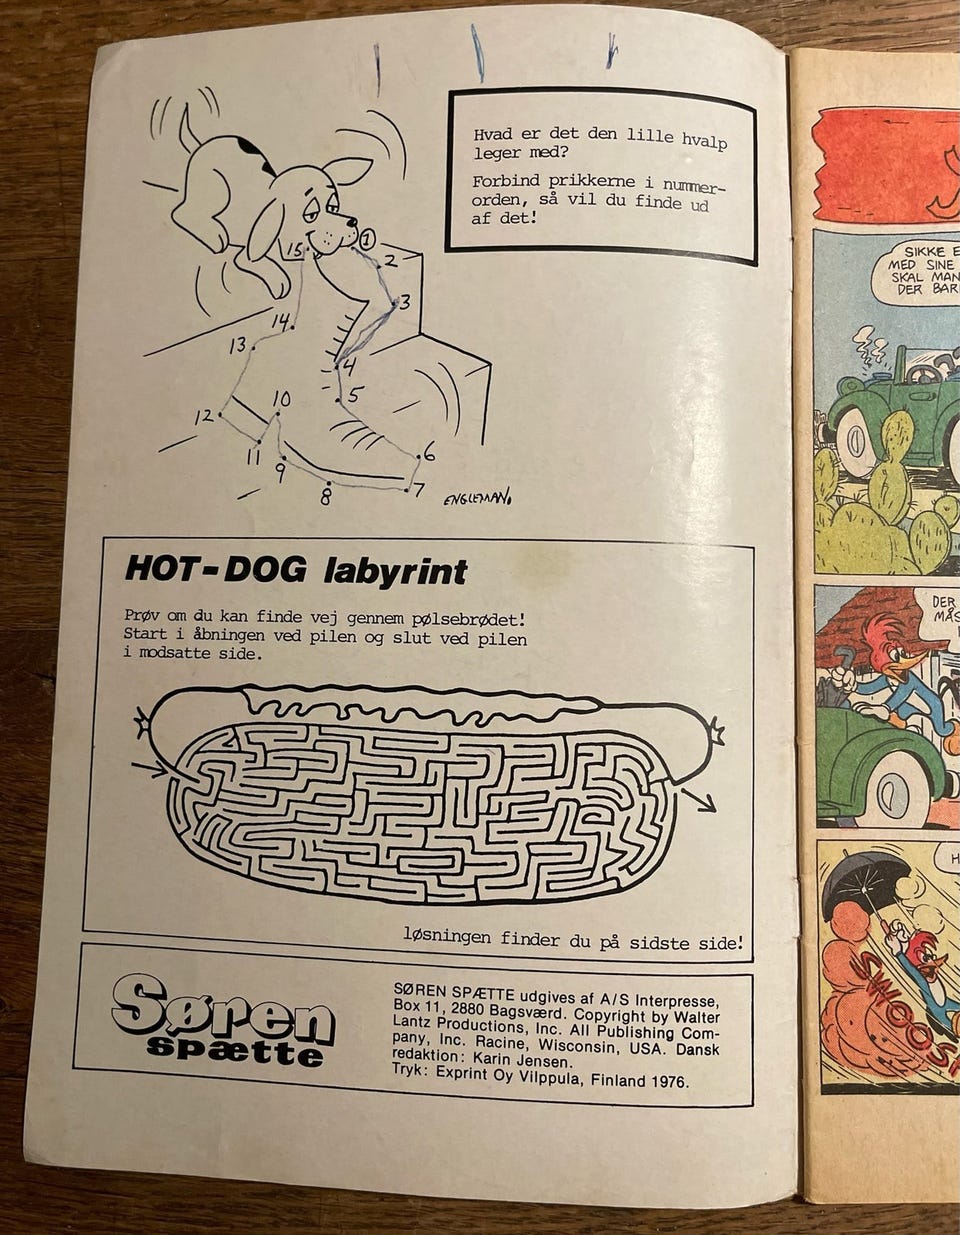 Hvad er det den lille hvalp
leger med?
Forbind prikkerne i nummer-
orden, så vil du finde ud
af det!
1
2
3
4
5
6
7
8
9
10
11
12
13
14
15
ENGLEMAN.
HOT-DOG labyrint
Prøv om du kan finde vej gennem pølsebrødet!
Start i åbningen ved pilen og slut ved pilen
i modsatte side.
løsningen finder du på sidste side!
Søren
spætte
SØREN SPÆTTE udgives af A/S Interpresse,
Box 11, 2880 Bagsværd. Copyright by Walter
Lantz Productions, Inc. All Publishing Com-
pany, Inc. Racine, Wisconsin, USA. Dansk
redaktion: Karin Jensen.
Tryk: Exprint Oy Vilppula, Finland 1976.
SIKKE
MED SINE
SKAL MAN
DER
DER